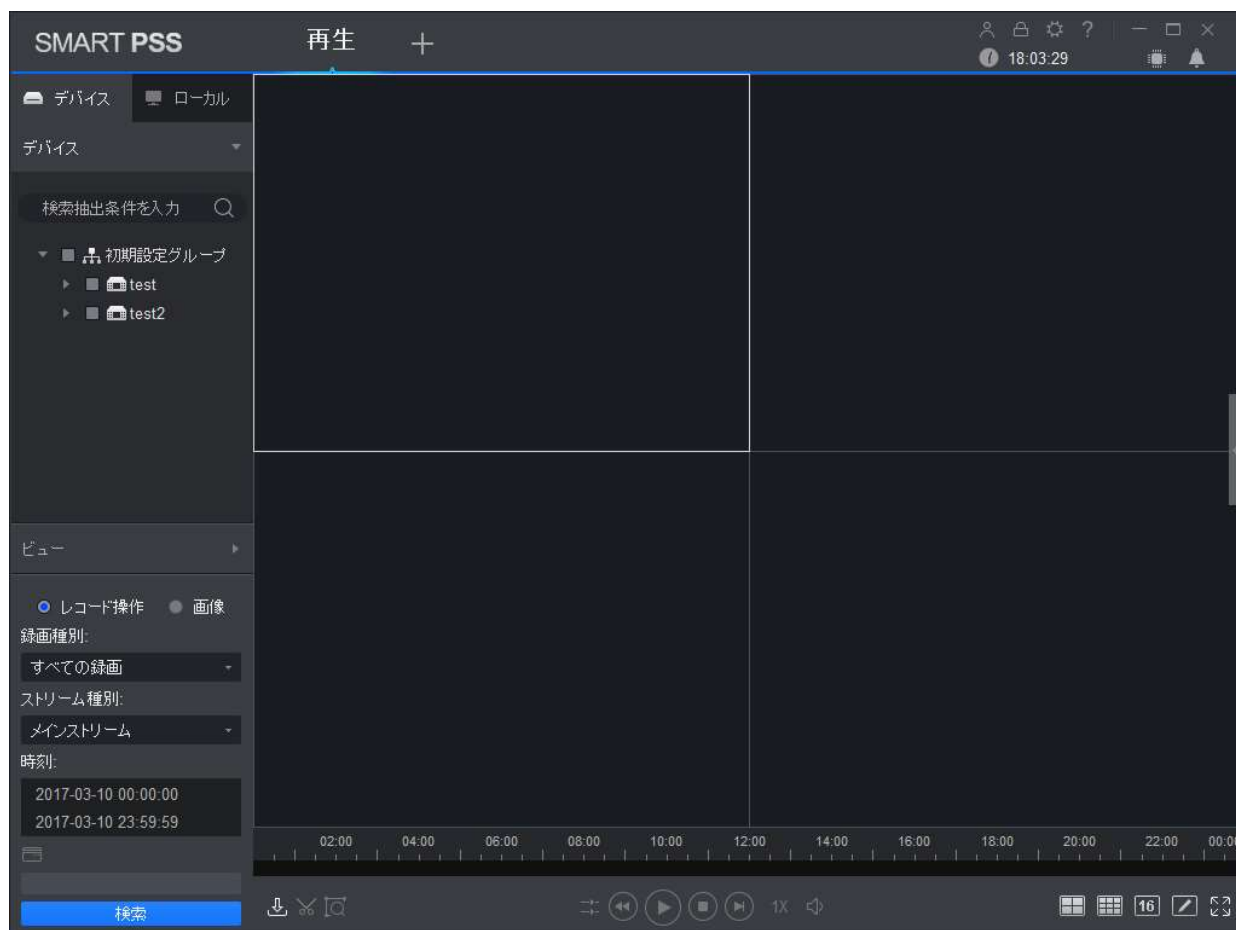 SMART PSS
再生
?
18:03:29
デバイス
ローカル
デバイス
検索抽出条件を入力
初期設定グループ
test
test2
ビュー
レコード操作
画像
録画種別:
すべての録画
ストリーム種別:
メインストリーム
時刻:
2017-03-10 00:00:00
2017-03-10 23:59:59
検索
02:00 04:00 06:00 08:00 10:00 12:00 14:00 16:00 18:00 20:00 22:00 00:0
1X
16